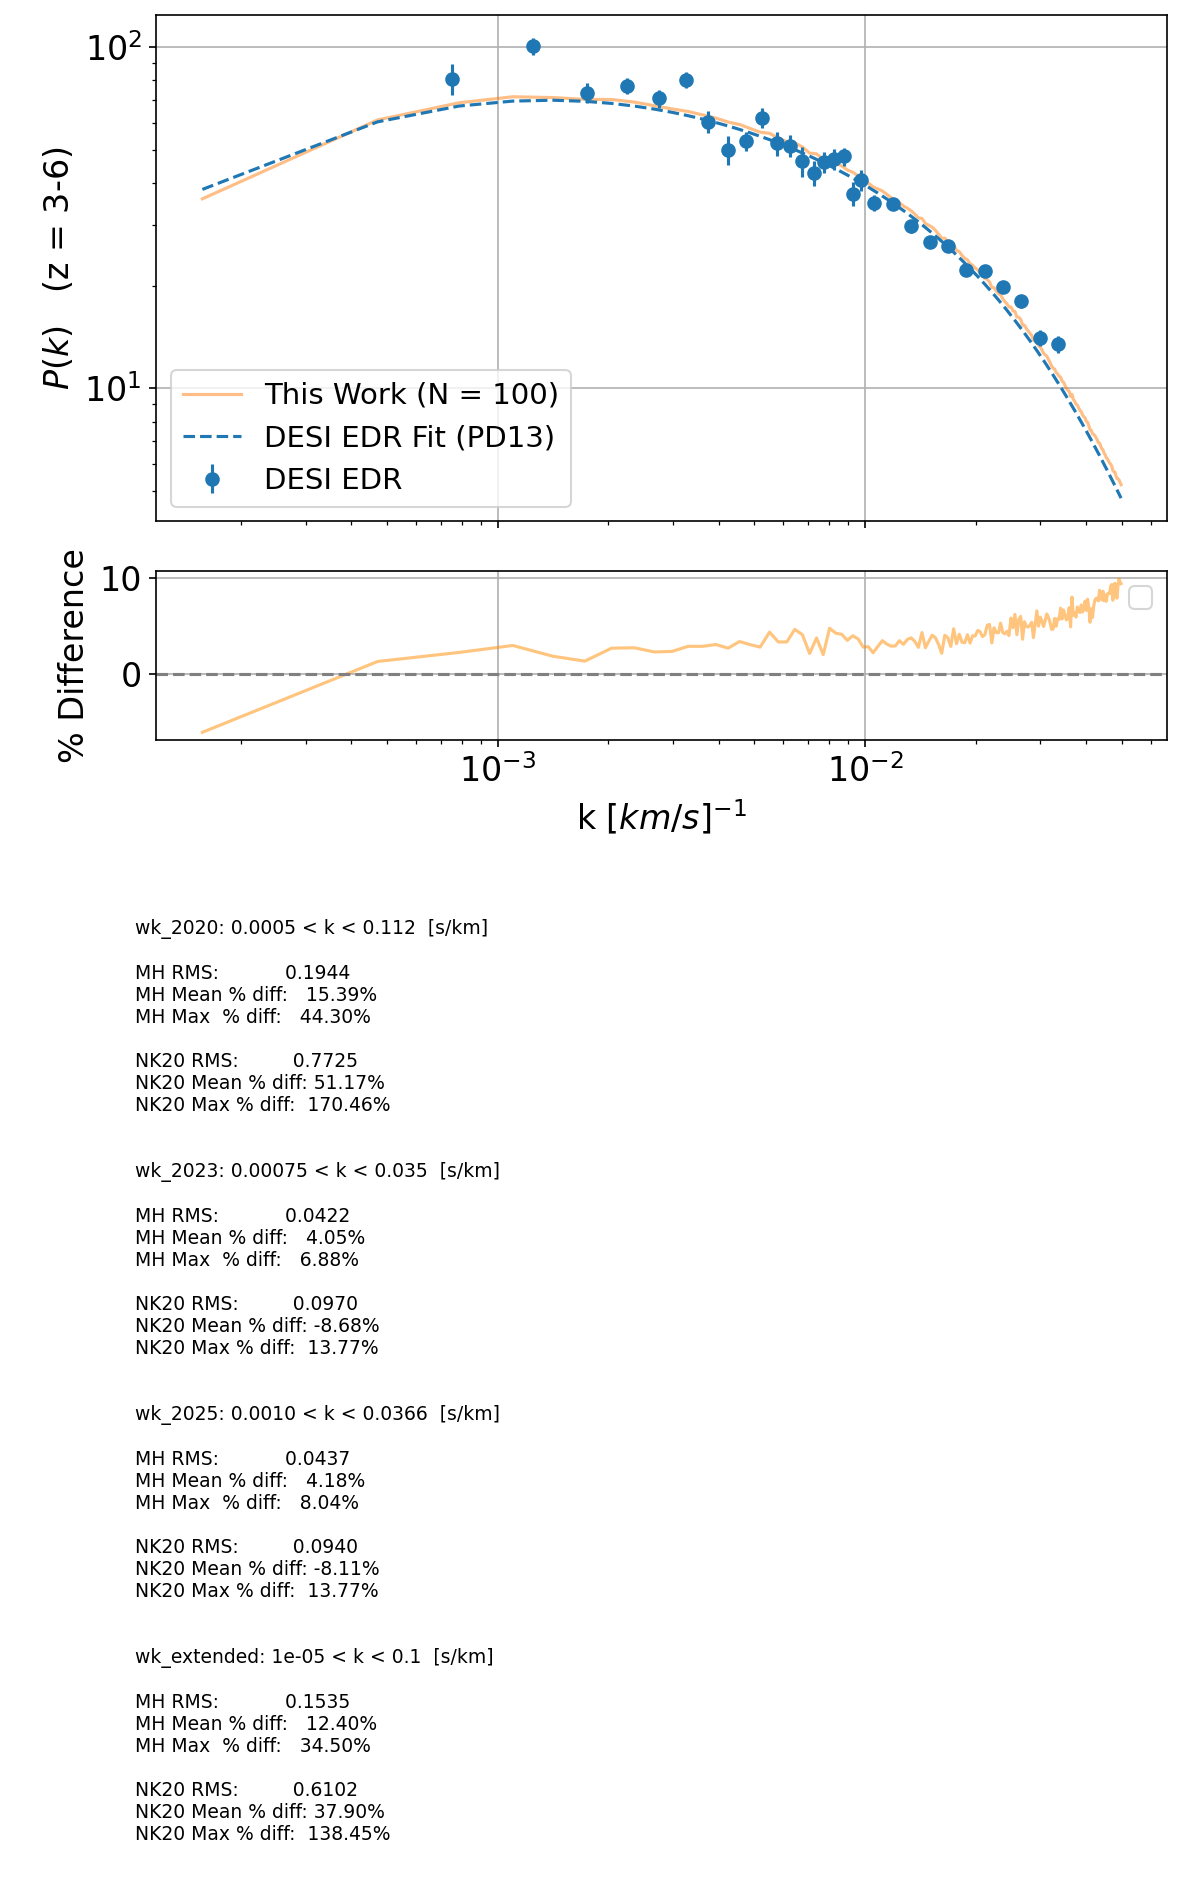 10²
10¹
P(k) (z = 3-6)
This Work (N = 100)
DESI EDR Fit (PD13)
DESI EDR
10
0
% Difference
10⁻³ 10⁻²
k [km/s]⁻¹
wk_2020: 0.0005 < k < 0.112 [s/km]
MH RMS: 0.1944
MH Mean % diff: 15.39%
MH Max % diff: 44.30%
NK20 RMS: 0.7725
NK20 Mean % diff: 51.17%
NK20 Max % diff: 170.46%
wk_2023: 0.00075 < k < 0.035 [s/km]
MH RMS: 0.0422
MH Mean % diff: 4.05%
MH Max % diff: 6.88%
NK20 RMS: 0.0970
NK20 Mean % diff: -8.68%
NK20 Max % diff: 13.77%
wk_2025: 0.0010 < k < 0.0366 [s/km]
MH RMS: 0.0437
MH Mean % diff: 4.18%
MH Max % diff: 8.04%
NK20 RMS: 0.0940
NK20 Mean % diff: -8.11%
NK20 Max % diff: 13.77%
wk_extended: 1e-05 < k < 0.1 [s/km]
MH RMS: 0.1535
MH Mean % diff: 12.40%
MH Max % diff: 34.50%
NK20 RMS: 0.6102
NK20 Mean % diff: 37.90%
NK20 Max % diff: 138.45%